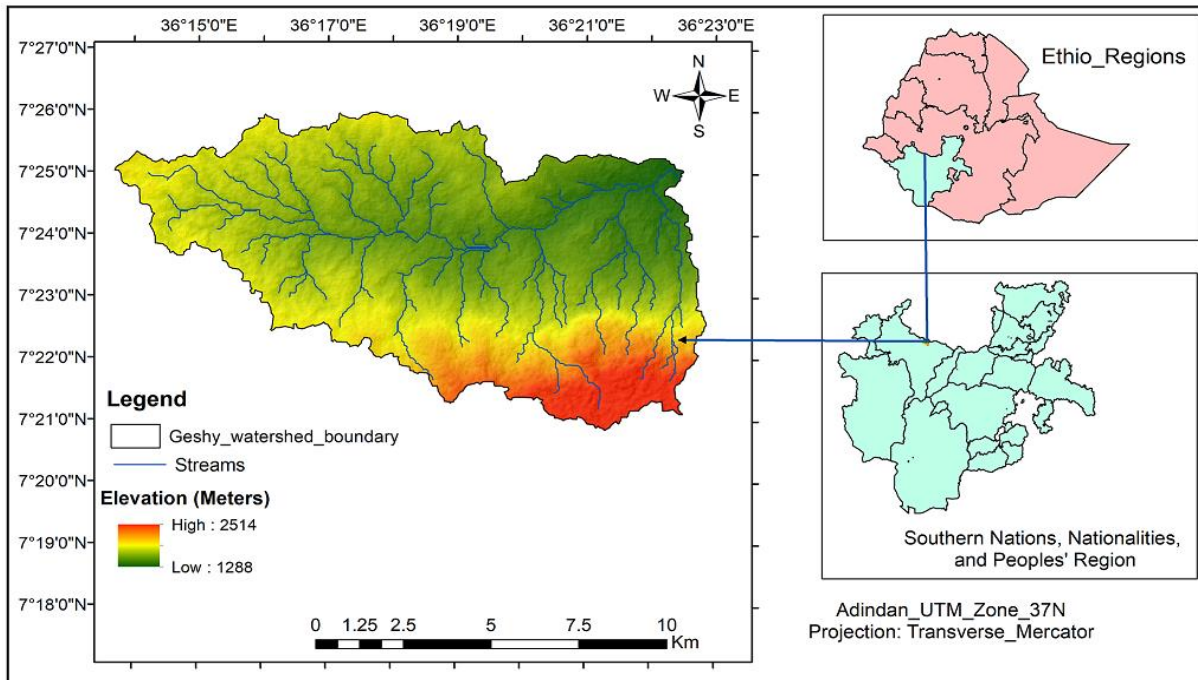 36°15'0"E 36°17'0"E 36°19'0"E 36°21'0"E 36°23'0"E
7°27'0"N
7°26'0"N
7°25'0"N
7°24'0"N
7°23'0"N
7°22'0"N
7°21'0"N
7°20'0"N
7°19'0"N
7°18'0"N
N
W E
S
Legend
Geshy_watershed_boundary
Streams
Elevation (Meters)
High : 2514
Low : 1288
0 1.25 2.5 5 7.5 10
Km
Ethio_Regions
Southern Nations, Nationalities,
and Peoples' Region
Adindan_UTM_Zone_37N
Projection: Transverse_Mercator